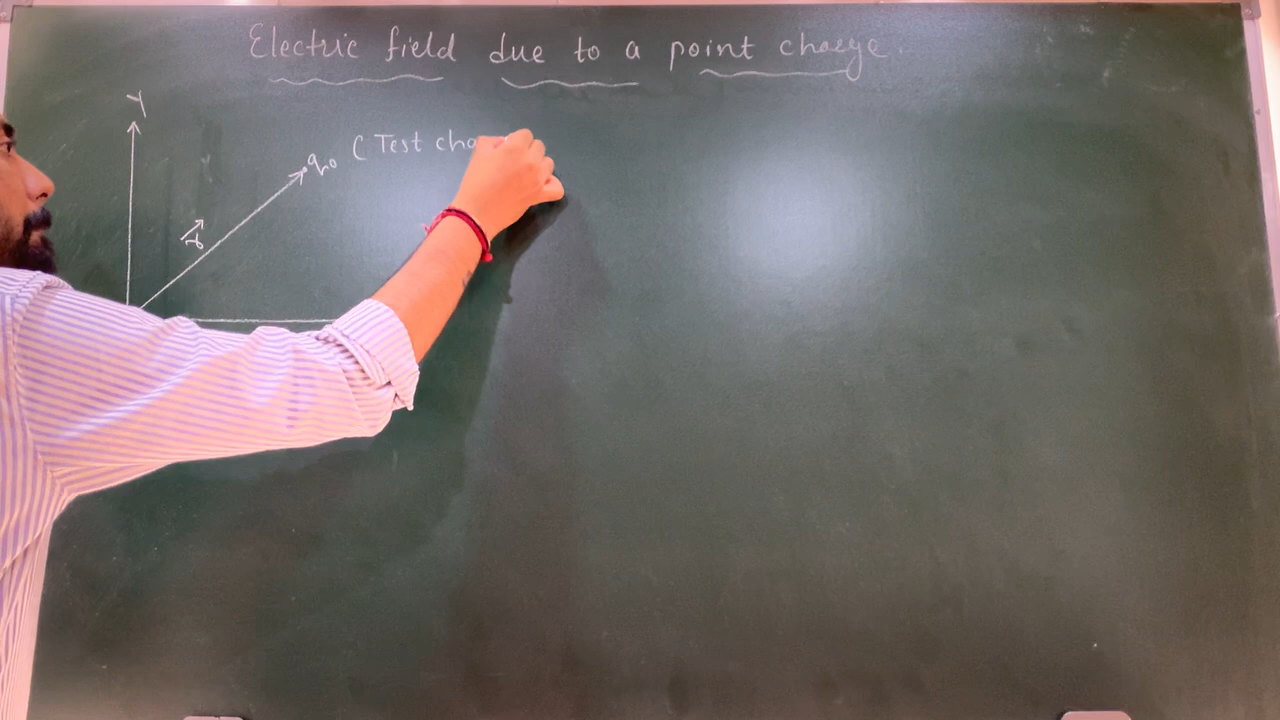 Electric field due to a point charge.
Y
q₀ (Test cha
r⃗